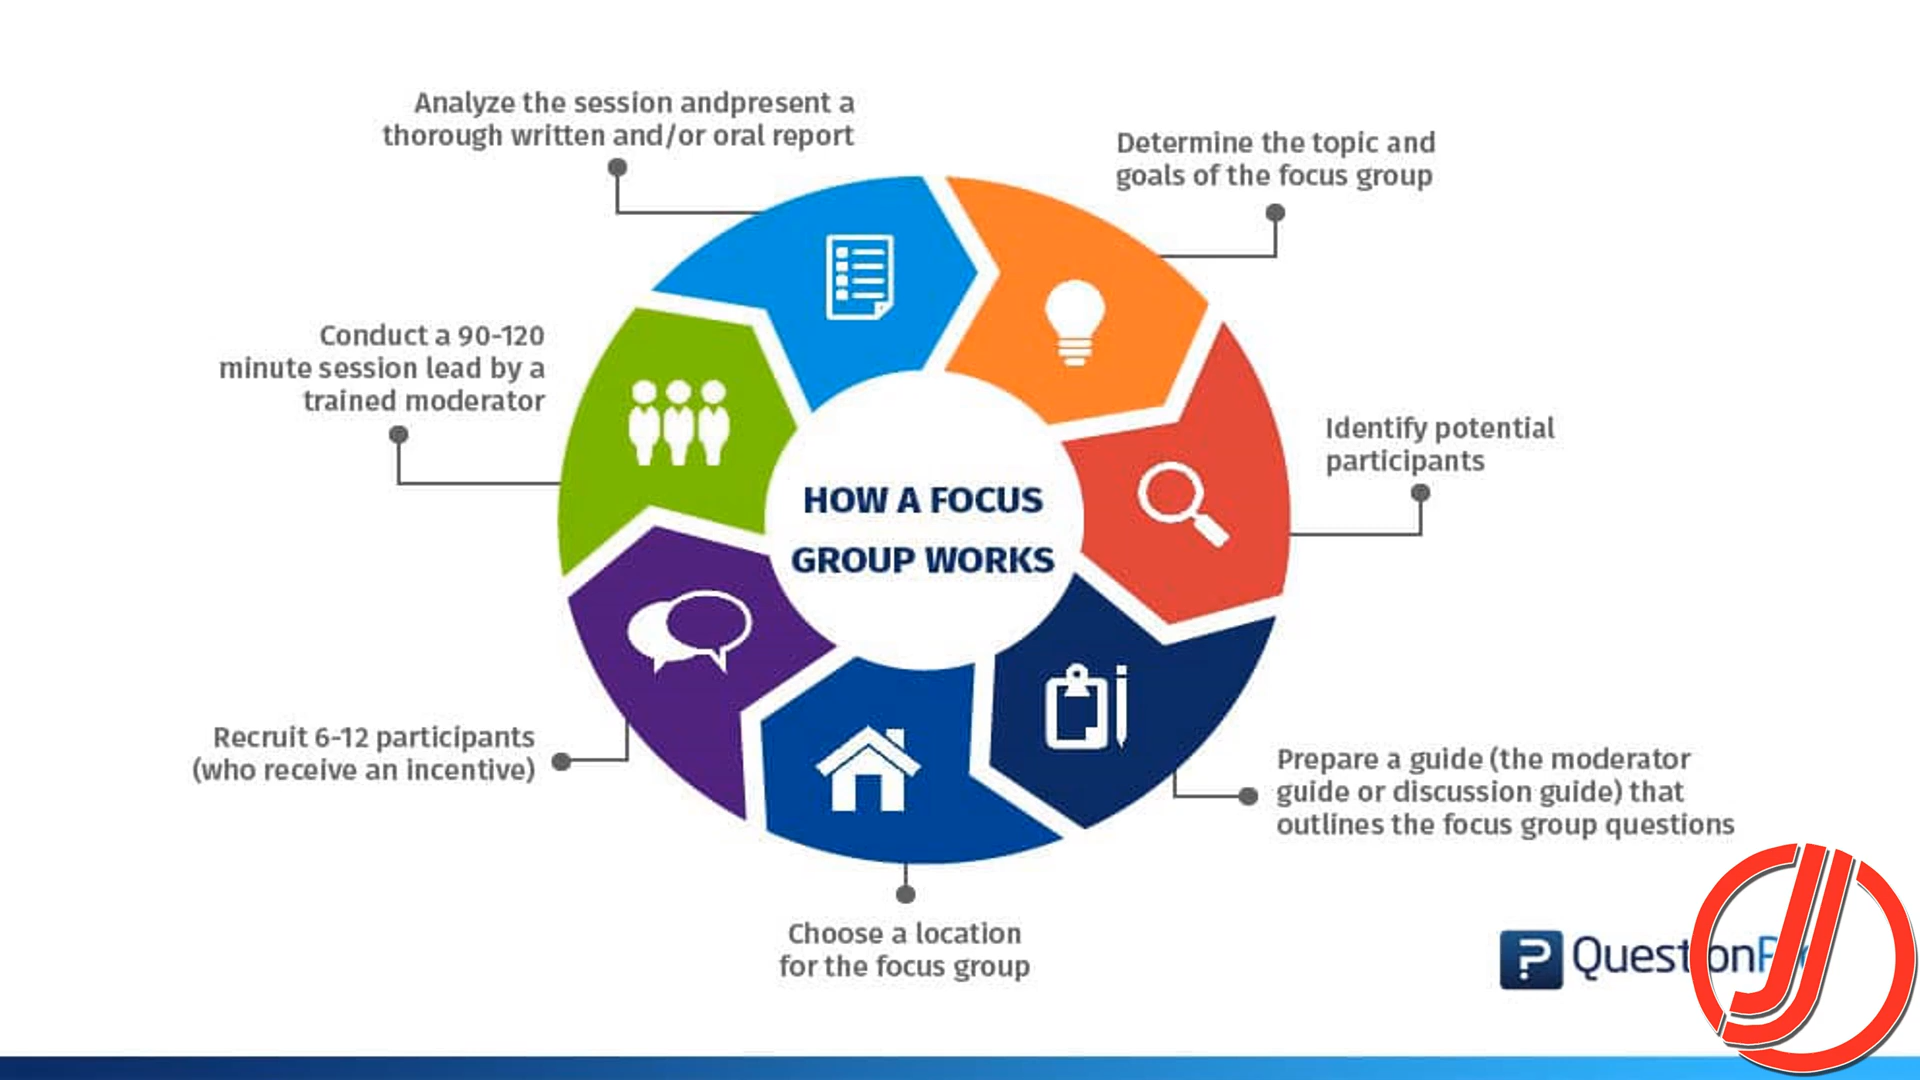 Analyze the session andpresent a
thorough written and/or oral report
Determine the topic and
goals of the focus group
Conduct a 90-120
minute session lead by a
trained moderator
Identify potential
participants
HOW A FOCUS
GROUP WORKS
Recruit 6-12 participants
(who receive an incentive)
Prepare a guide (the moderator
guide or discussion guide) that
outlines the focus group questions
Choose a location
for the focus group
QuestionPro